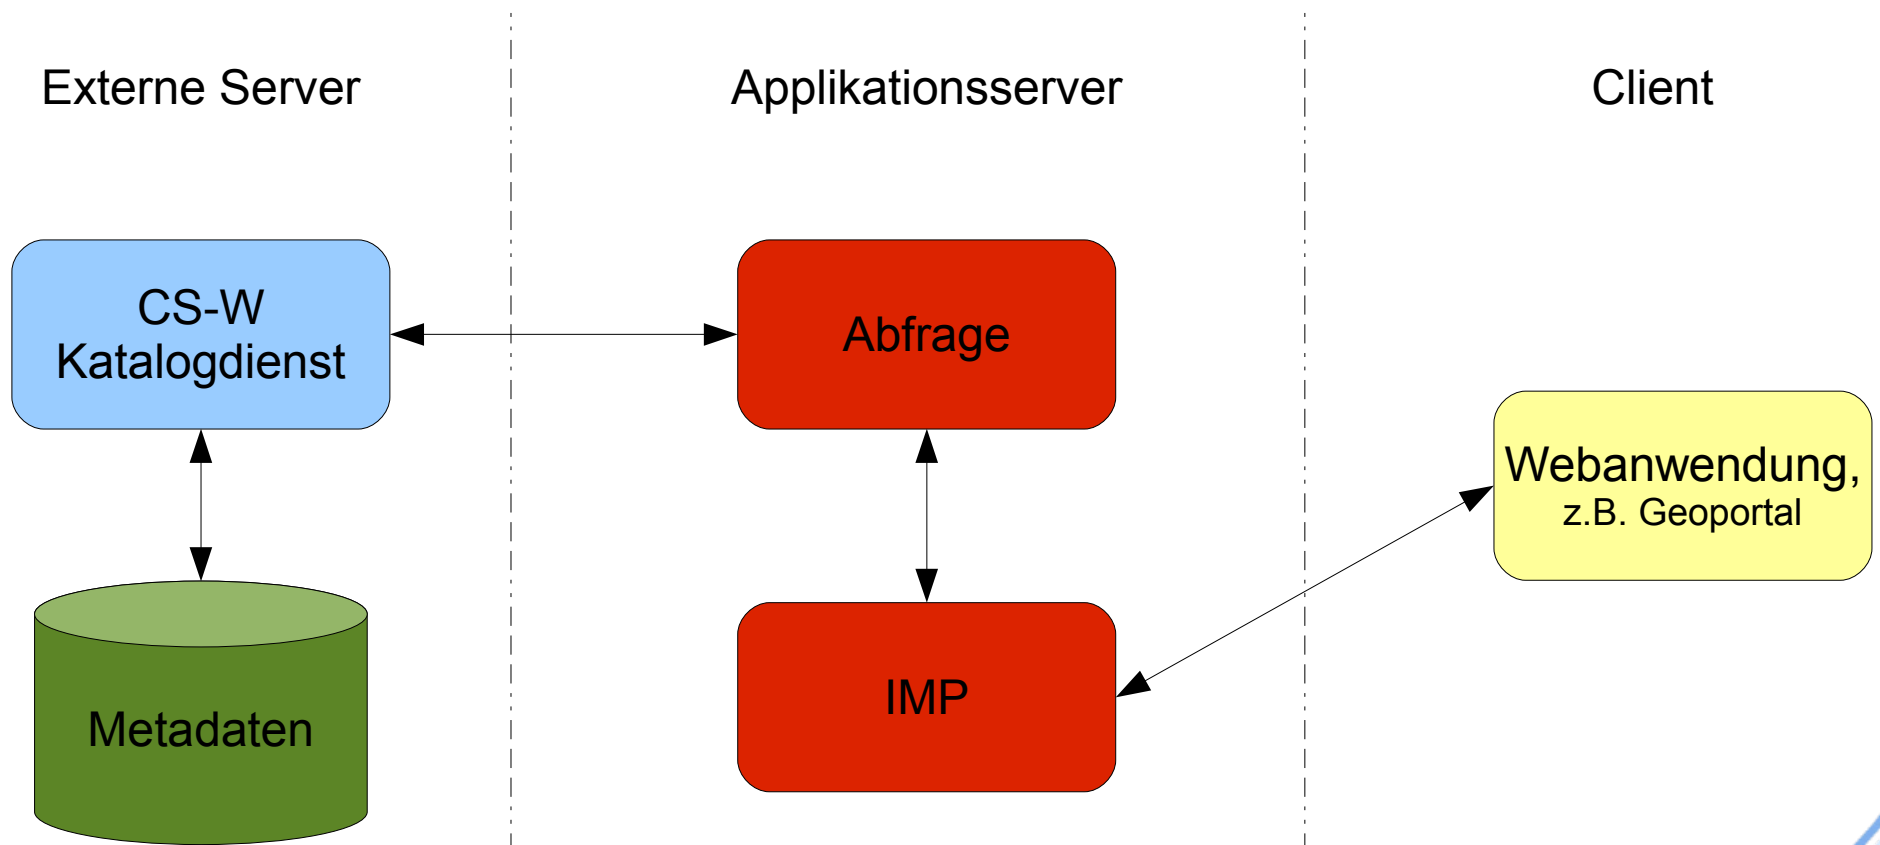 Externe Server
Applikationsserver
Client
CS-W
Katalogdienst
Abfrage
Webanwendung,
z.B. Geoportal
Metadaten
IMP